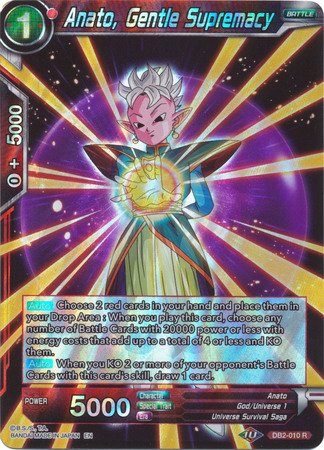 1
Anato, Gentle Supremacy
BATTLE
0 + 5000
Auto Choose 2 red cards in your hand and place them in
your Drop Area : When you play this card, choose any
number of Battle Cards with 20000 power or less with
energy costs that add up to a total of 4 or less and KO
them.
Auto When you KO 2 or more of your opponent's Battle
Cards with this card's skill, draw 1 card.
POWER 5000
Character Anato
Special Trait God/Universe 1
Era Universe Survival Saga
©B.S./S., T.A.
BANDAI MADE IN JAPAN EN
DB2-010 R